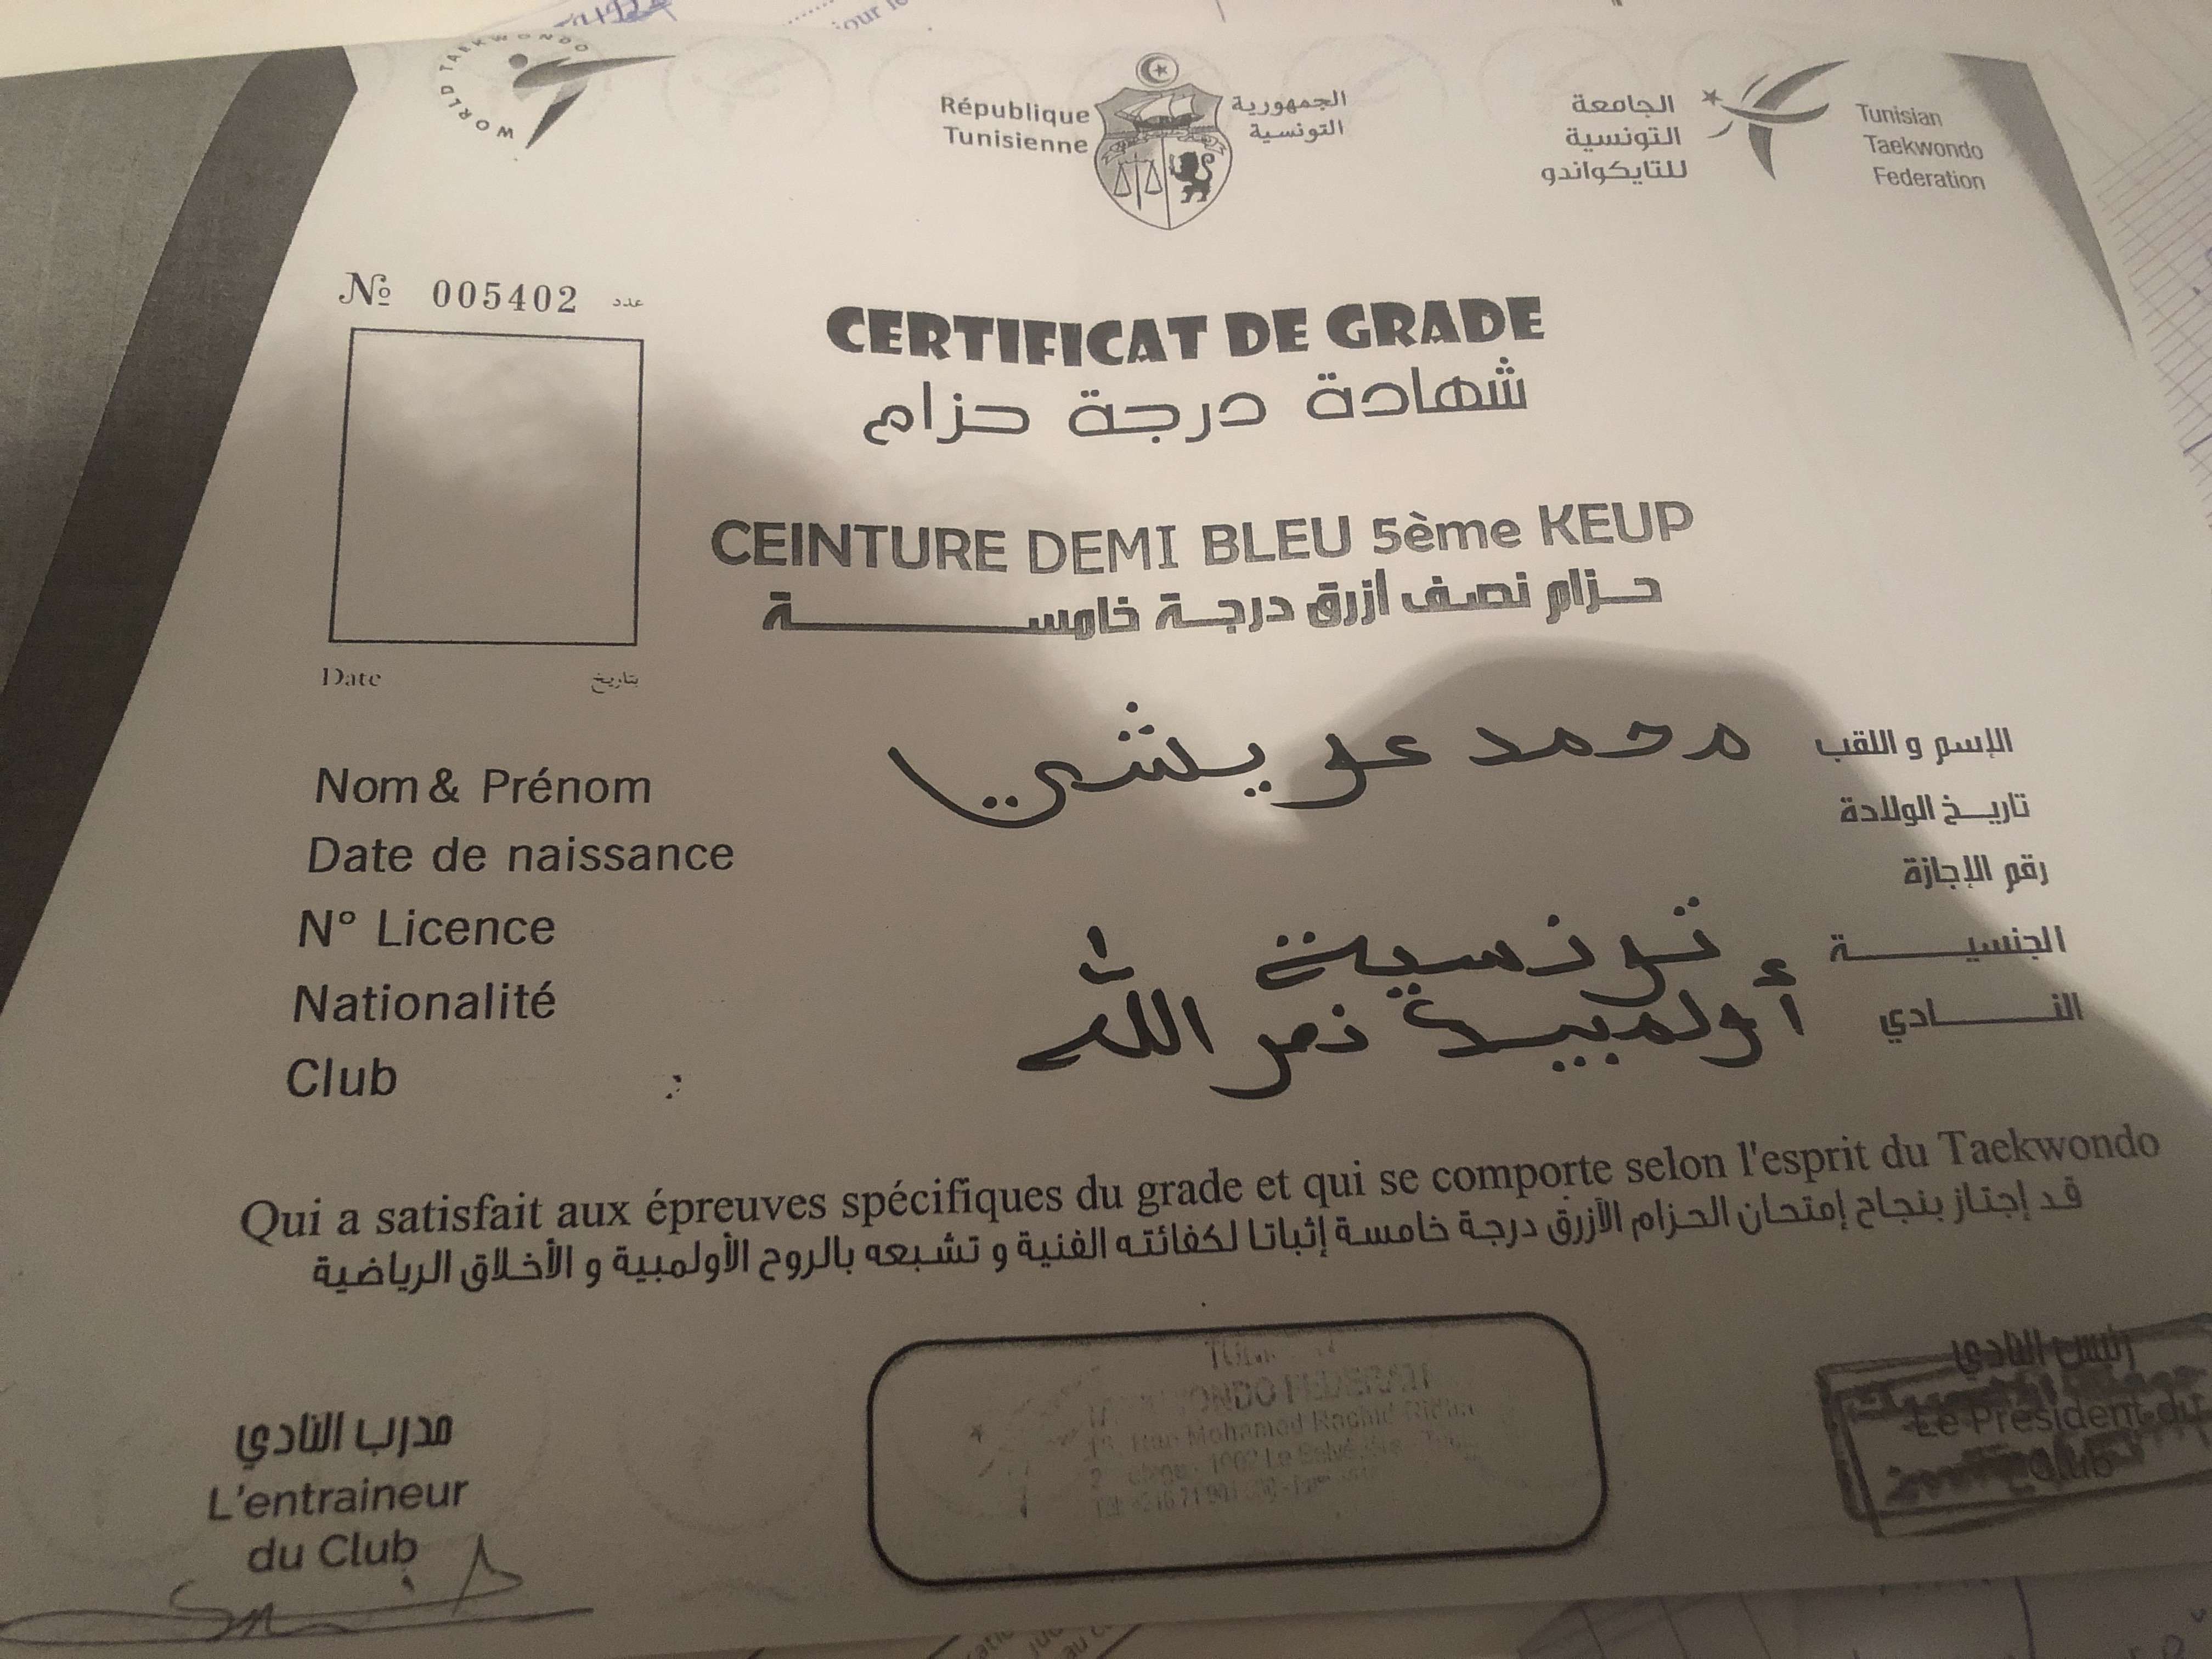 WORLD TAEKWONDO
République
Tunisienne
الجمهورية
التونسية
الجامعة
التونسية
للتايكواندو
Tunisian
Taekwondo
Federation
№ 005402 عدد
CERTIFICAT DE GRADE
شهادة درجة حزام
CEINTURE DEMI BLEU 5ème KEUP
حزام نصف أزرق درجة خامسة
Date بتاريخ
Nom & Prénom محمد عويشي الإسم و اللقب
Date de naissance تاريخ الولادة
N° Licence رقم الإجازة
Nationalité تونسية الجنسية
Club أولمبيك نصر الله النادي
Qui a satisfait aux épreuves spécifiques du grade et qui se comporte selon l'esprit du Taekwondo
قد إجتاز بنجاح إمتحان الحزام الأزرق درجة خامسة إثباتا لكفائته الفنية و تشبعه بالروح الأولمبية و الأخلاق الرياضية
مدرب النادي
L'entraineur
du Club
Mohamed Rachid
1002 Le
رئيس النادي
Le Président du
Club